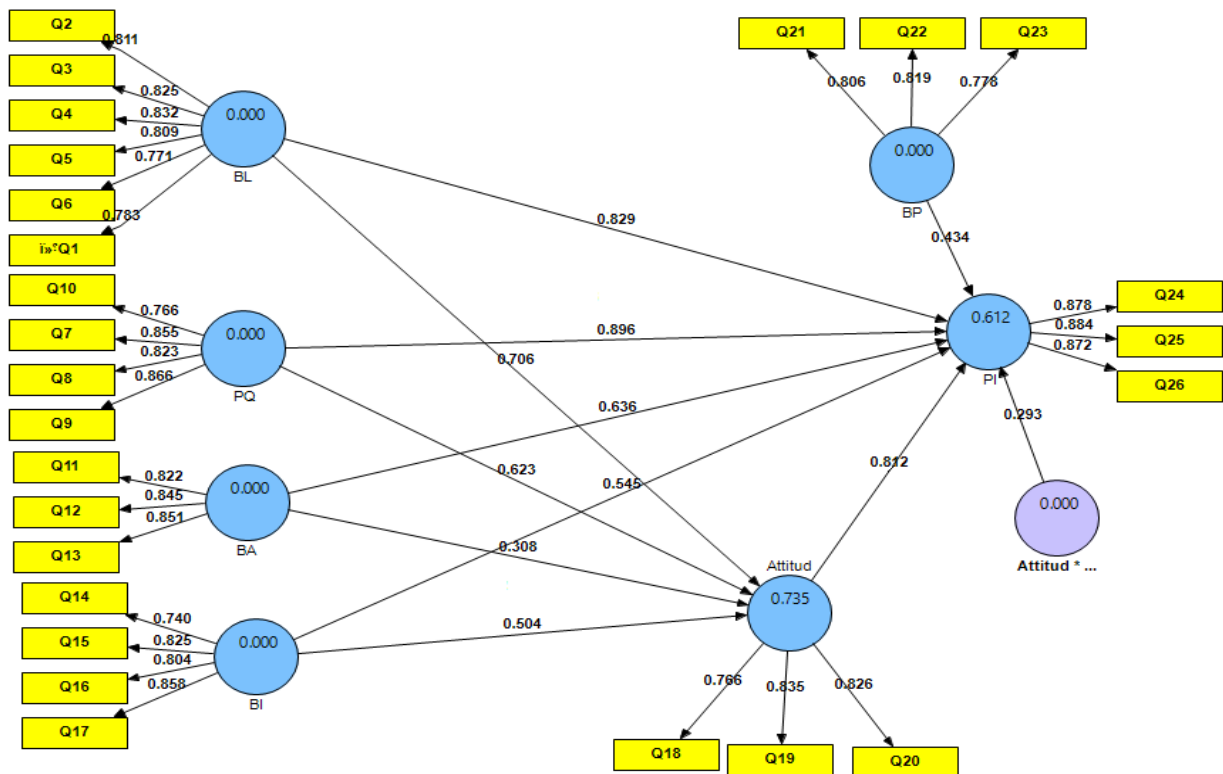 Q2
0.811
Q3
0.825
Q4
0.832
Q5
0.809
Q6
0.771
ï»¿Q1
0.783
0.000
BL
Q10
0.766
Q7
0.855
Q8
0.823
Q9
0.866
0.000
PQ
Q11
0.822
Q12
0.845
Q13
0.851
0.000
BA
Q14
0.740
Q15
0.825
Q16
0.804
Q17
0.858
0.000
BI
0.829
0.896
0.706
0.636
0.623
0.545
0.308
0.504
Q21
Q22
Q23
0.806
0.819
0.778
0.000
BP
0.434
0.612
PI
0.878
Q24
0.884
Q25
0.872
Q26
0.293
0.812
0.000
Attitud * ...
Attitud
0.735
0.766
0.835
0.826
Q18
Q19
Q20